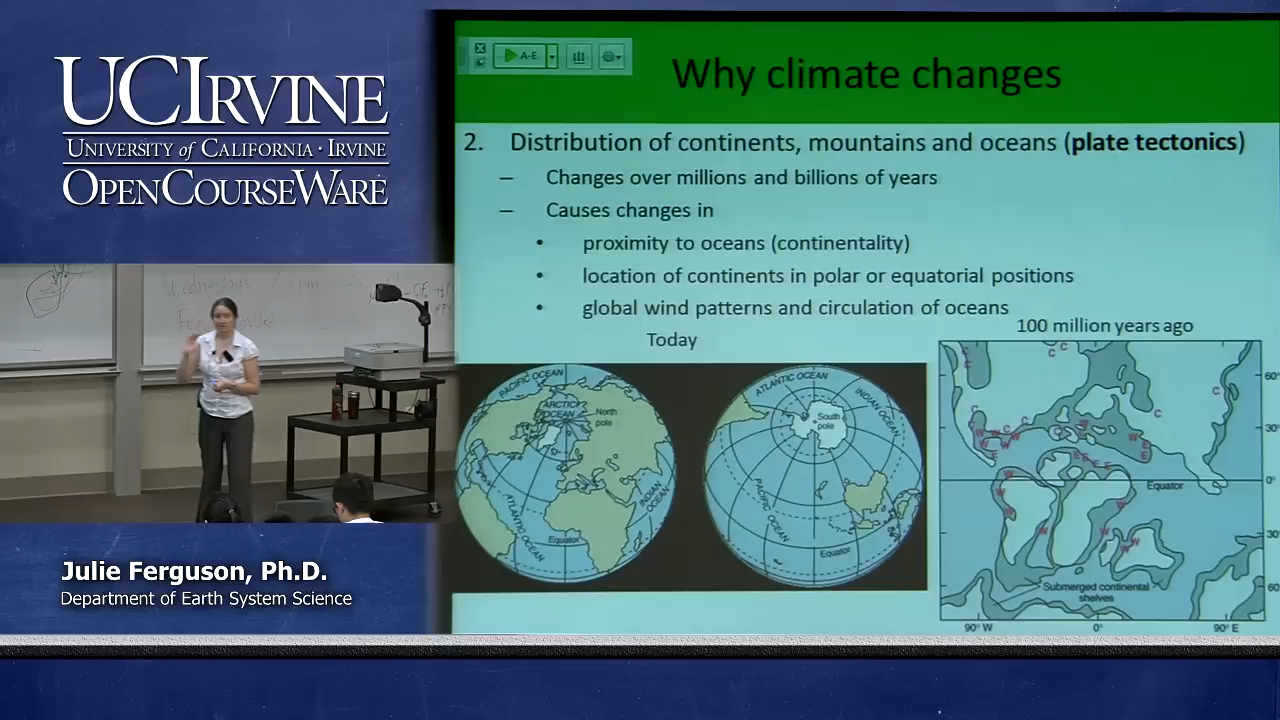 UCIRVINE
UNIVERSITY of CALIFORNIA · IRVINE
OPENCOURSEWARE
Julie Ferguson, Ph.D.
Department of Earth System Science
A-E
Why climate changes
2. Distribution of continents, mountains and oceans (plate tectonics)
– Changes over millions and billions of years
– Causes changes in
• proximity to oceans (continentality)
• location of continents in polar or equatorial positions
• global wind patterns and circulation of oceans
Today
PACIFIC OCEAN
ARCTIC OCEAN
North pole
ATLANTIC OCEAN
INDIAN OCEAN
Equator
ATLANTIC OCEAN
INDIAN OCEAN
South pole
PACIFIC OCEAN
Equator
100 million years ago
60°
30°
0°
30°
60
Equator
Submerged continental
shelves
90° W
0°
90° E